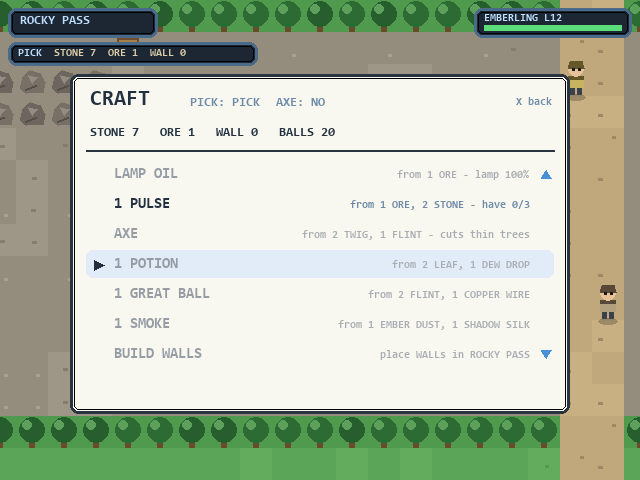 ROCKY PASS
EMBERLING L12
PICK STONE 7 ORE 1 WALL 0
CRAFT PICK: PICK AXE: NO X back
STONE 7 ORE 1 WALL 0 BALLS 20
LAMP OIL from 1 ORE - lamp 100%
1 PULSE from 1 ORE, 2 STONE - have 0/3
AXE from 2 TWIG, 1 FLINT - cuts thin trees
1 POTION from 2 LEAF, 1 DEW DROP
1 GREAT BALL from 2 FLINT, 1 COPPER WIRE
1 SMOKE from 1 EMBER DUST, 1 SHADOW SILK
BUILD WALLS place WALLs in ROCKY PASS